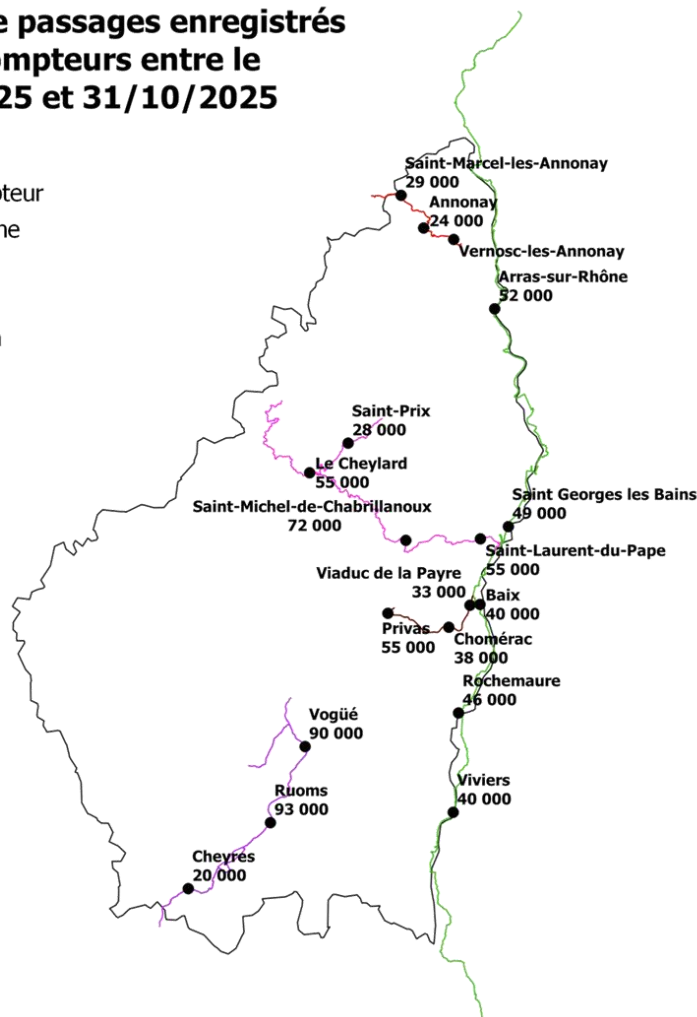 e passages enregistrés
ompteurs entre le
25 et 31/10/2025
pteur
ne
Saint-Marcel-les-Annonay
29 000
Annonay
24 000
Vernosc-les-Annonay
Arras-sur-Rhône
52 000
Saint-Prix
28 000
Le Cheylard
55 000
Saint-Michel-de-Chabrillanoux
72 000
Saint Georges les Bains
49 000
Saint-Laurent-du-Pape
55 000
Viaduc de la Payre
33 000
Baix
40 000
Privas
55 000
Chomérac
38 000
Rochemaure
46 000
Vogüé
90 000
Viviers
40 000
Ruoms
93 000
Cheyrès
20 000